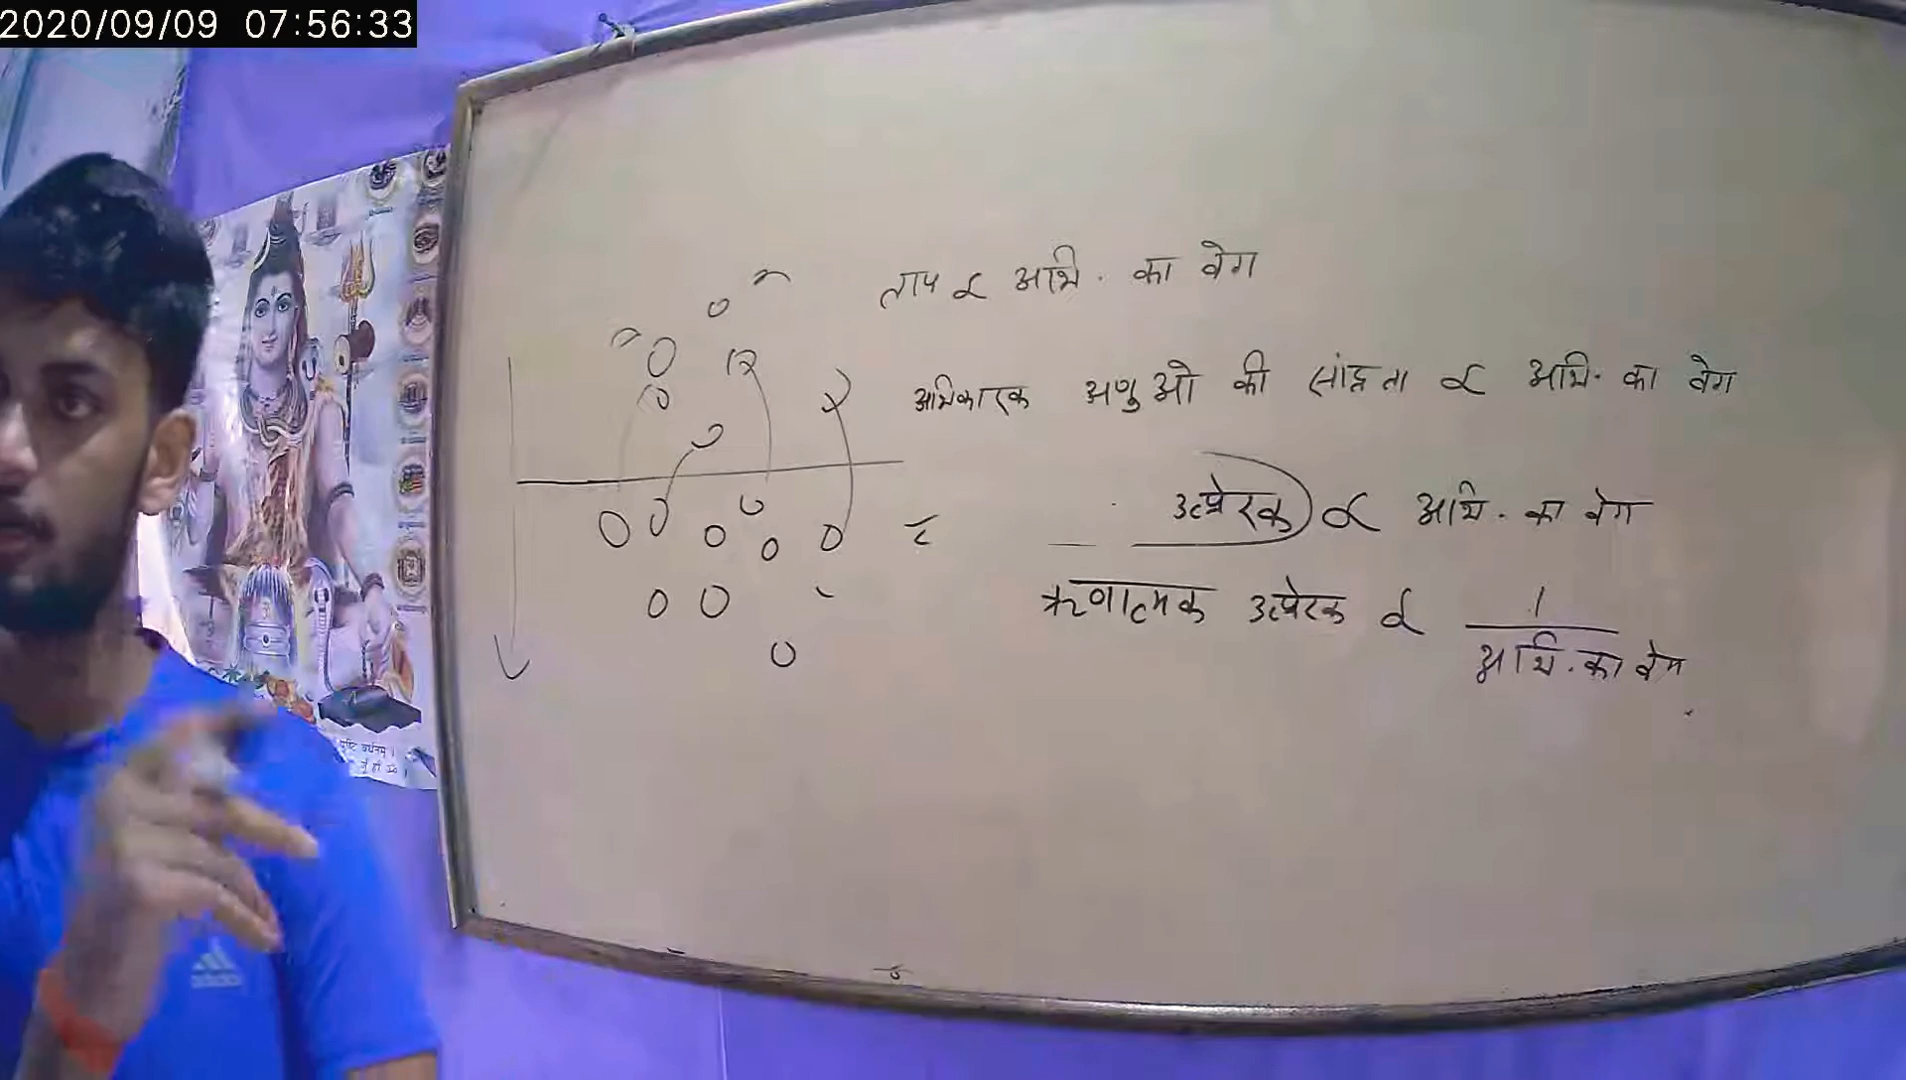 2020/09/09 07:56:33
ताप ∝ अभि. का वेग
अभिकारक अणुओ की सांद्रता ∝ अभि. का वेग
उत्प्रेरक ∝ अभि. का वेग
ऋणात्मक उत्प्रेरक ∝ 1
अभि. का वेग
adidas